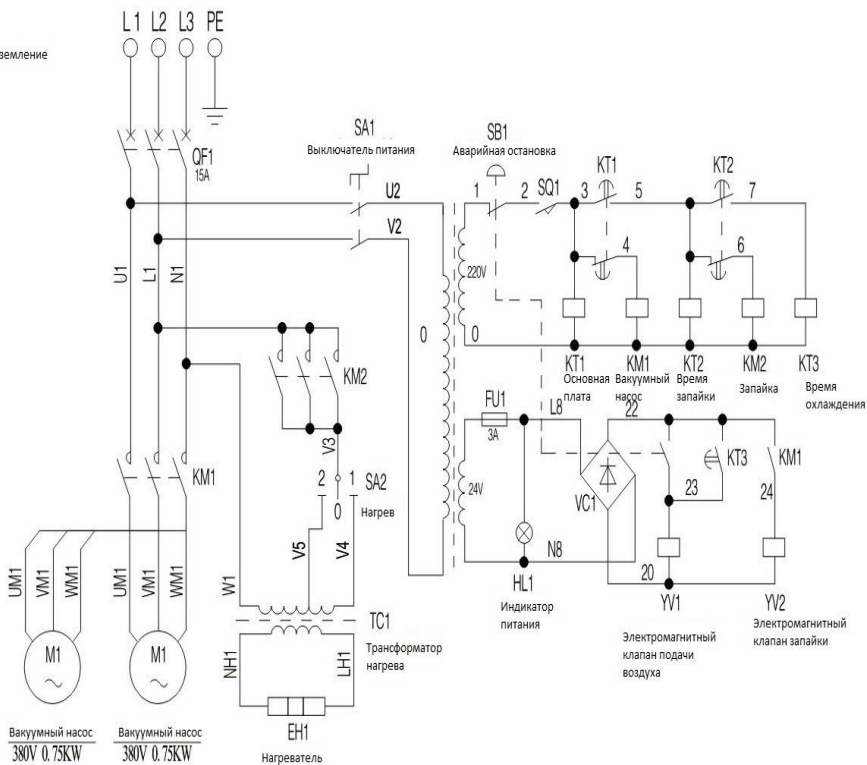 L1 L2 L3 PE
земление
QF1
15A
SA1
Выключатель питания
SB1
Аварийная остановка
KT1
KT2
U2
V2
1
2
SQ1
3
5
7
4
6
220V
0
0
U1
L1
N1
KM2
KT1
KM1
KT2
KM2
KT3
Основная
плата
Вакуумный
насос
Время
запайки
Запайка
Время
охлаждения
FU1
3A
L8
22
V3
2
1
0
SA2
Нагрев
KM1
24V
VC1
KT3
KM1
23
24
V5
V4
N8
20
HL1
Индикатор
питания
YV1
Электромагнитный
клапан подачи
воздуха
YV2
Электромагнитный
клапан запайки
UM1
VM1
WM1
UM1
VM1
WM1
W1
TC1
Трансформатор
нагрева
NH1
LH1
M1
M1
EH1
Нагреватель
Вакуумный насос
380V 0.75KW
Вакуумный насос
380V 0.75KW